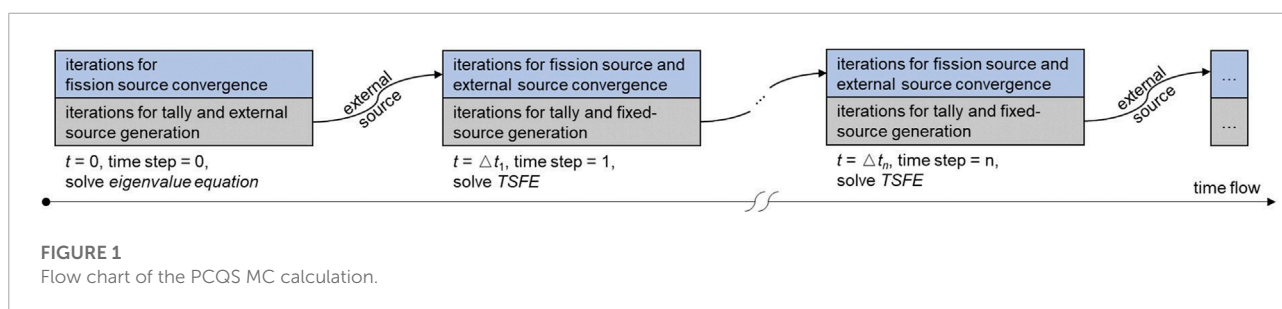 iterations for
fission source convergence
iterations for tally and external
source generation
t = 0, time step = 0,
solve eigenvalue equation
external
source
iterations for fission source and
external source convergence
iterations for tally and fixed-
source generation
t = △t₁, time step = 1,
solve TSFE
...
iterations for fission source and
external source convergence
iterations for tally and fixed-
source generation
t = △tₙ, time step = n,
solve TSFE
external
source
...
...
time flow
FIGURE 1
Flow chart of the PCQS MC calculation.